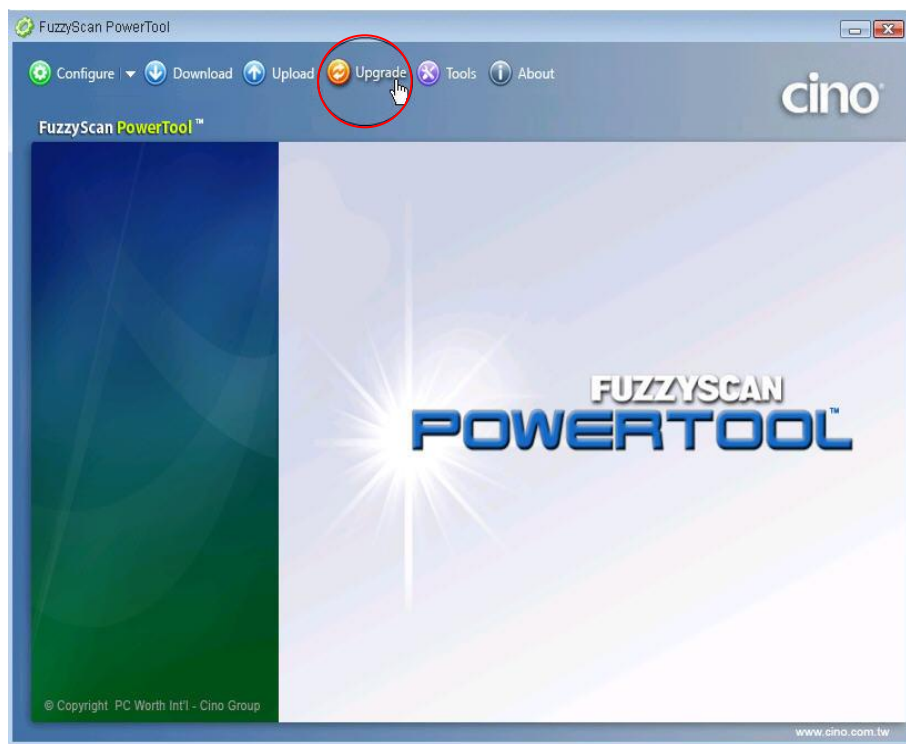 FuzzyScan PowerTool
Configure Download Upload Upgrade Tools About
cino
FuzzyScan PowerTool™
FUZZYSCAN
POWERTOOL™
© Copyright PC Worth Int'l - Cino Group
www.cino.com.tw